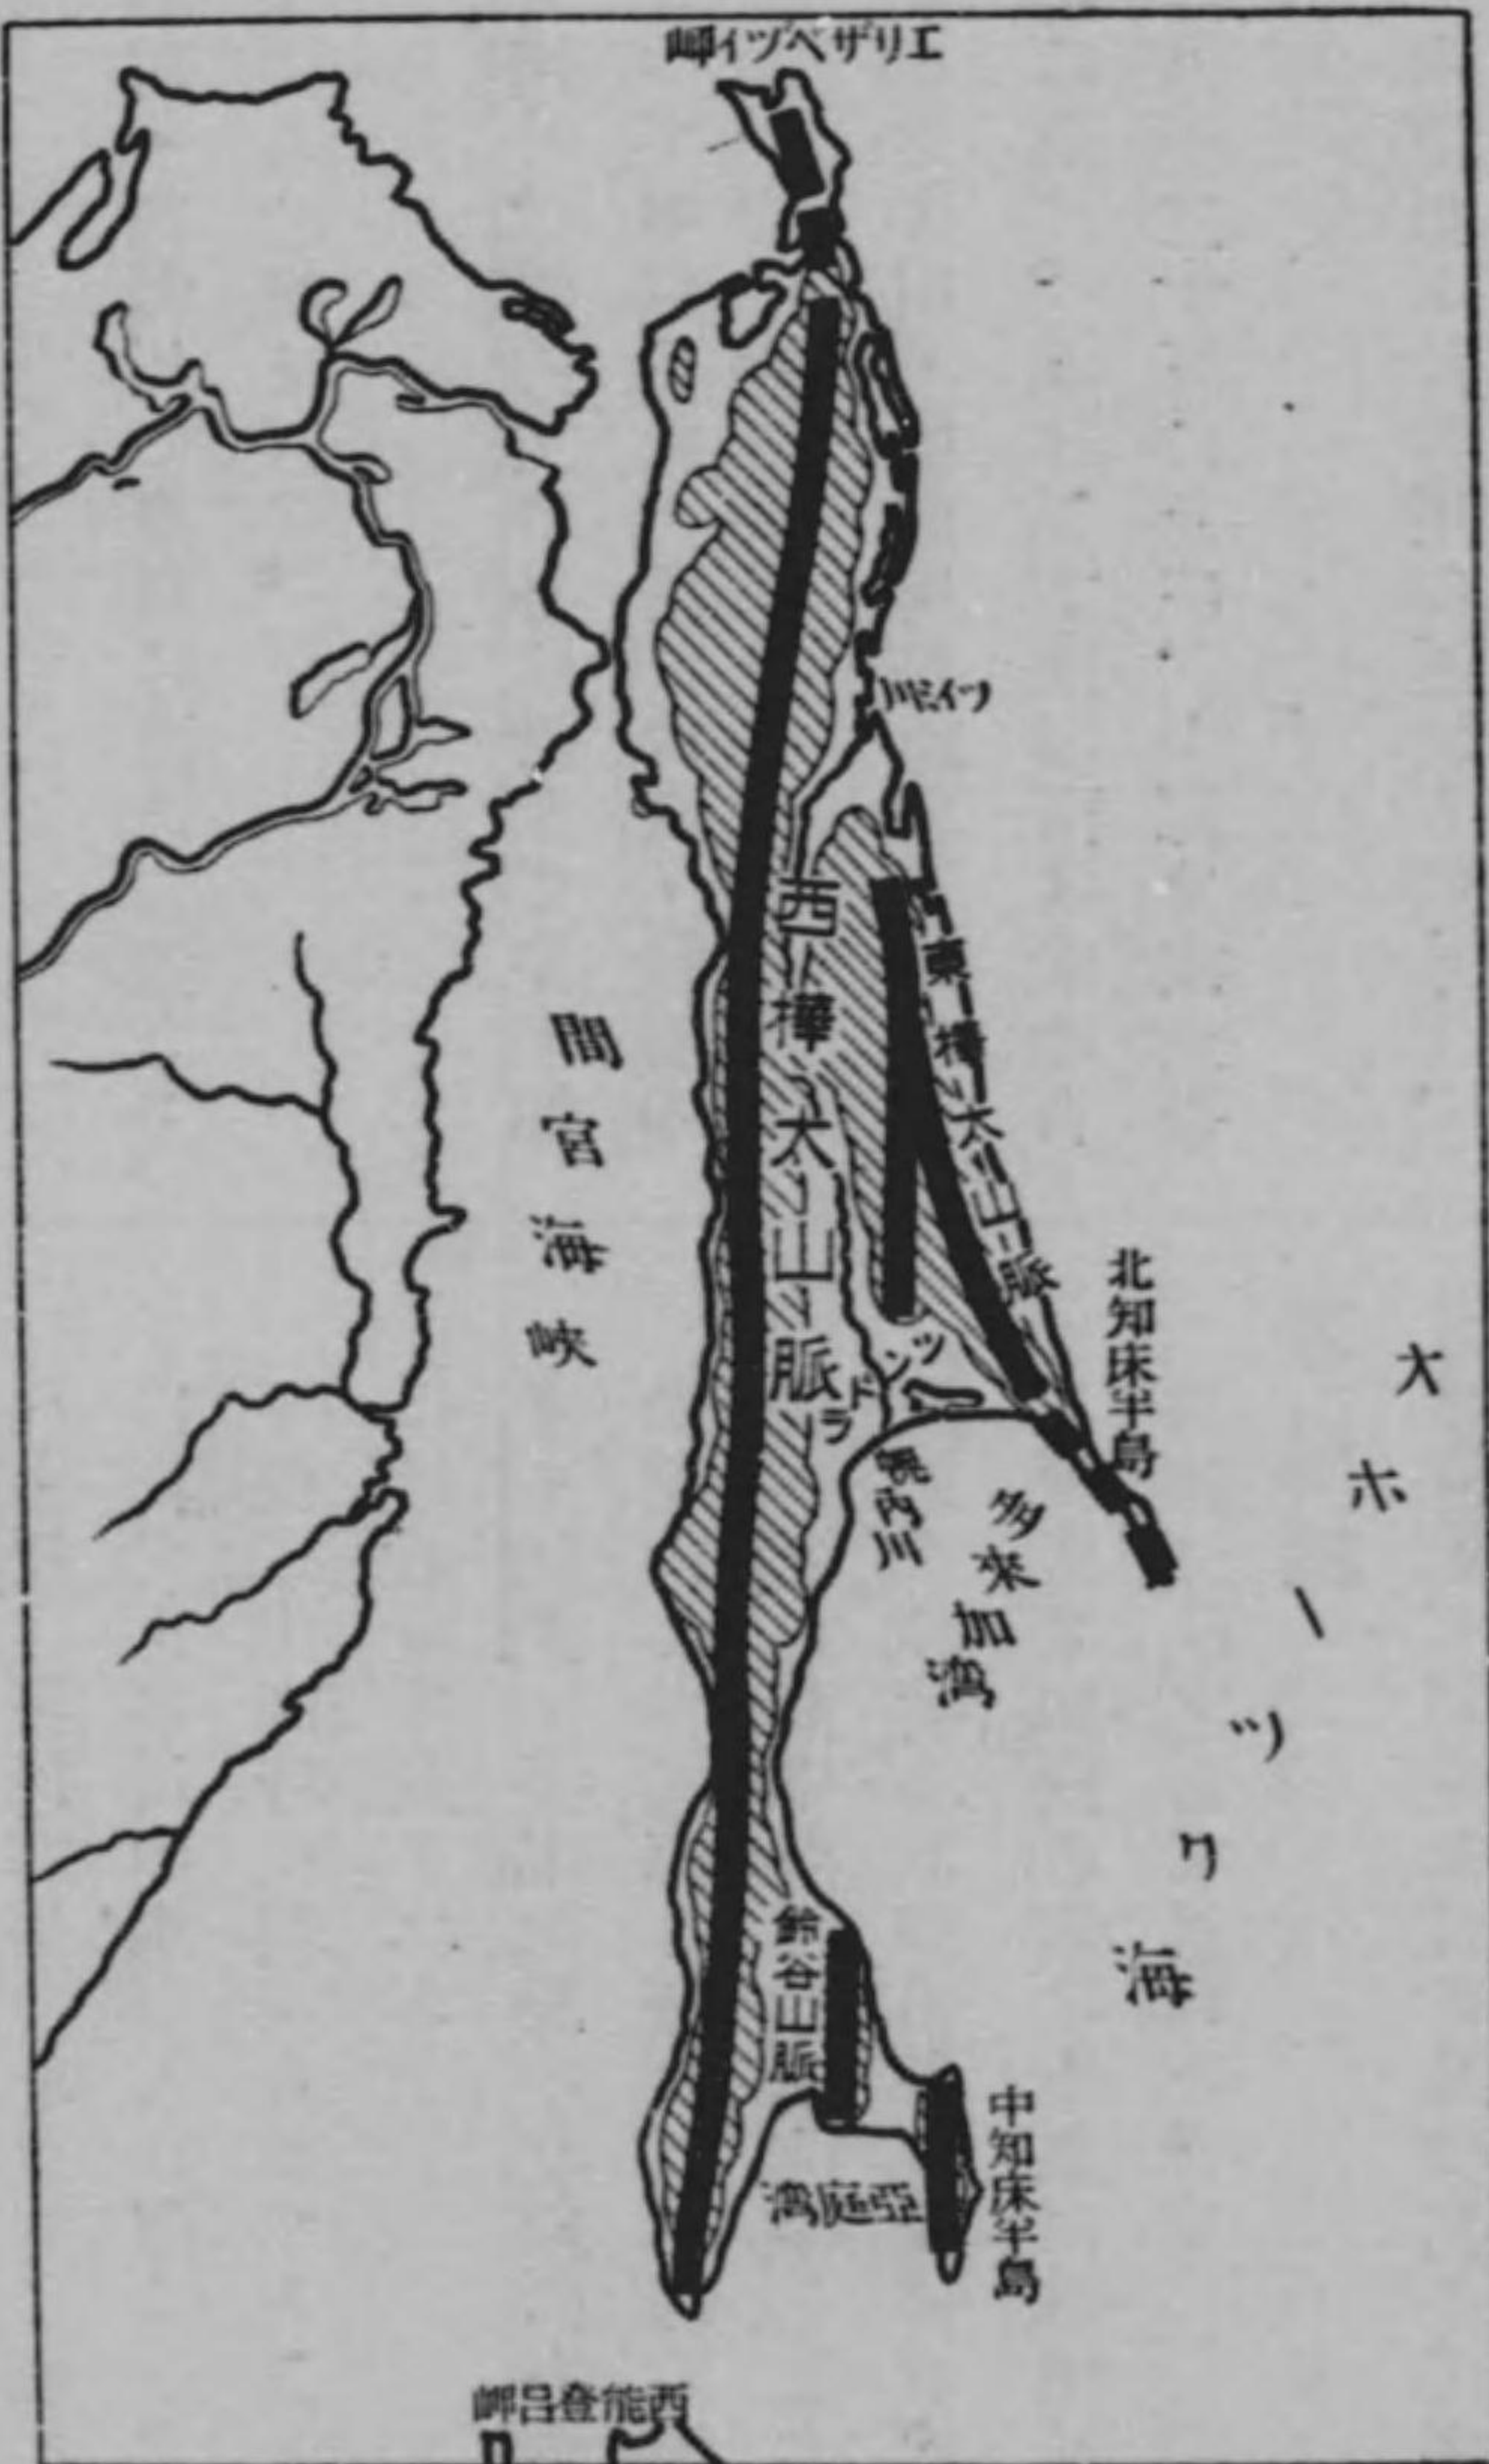 エリザベツイ岬
ツイミ川
西樺太山脈
東樺太山脈
間宮海峡
北知床半島
ツンドラ
幌内川
多来加湾
大ホーツク海
鈴谷山脈
中知床半島
亞庭湾
西能登呂岬